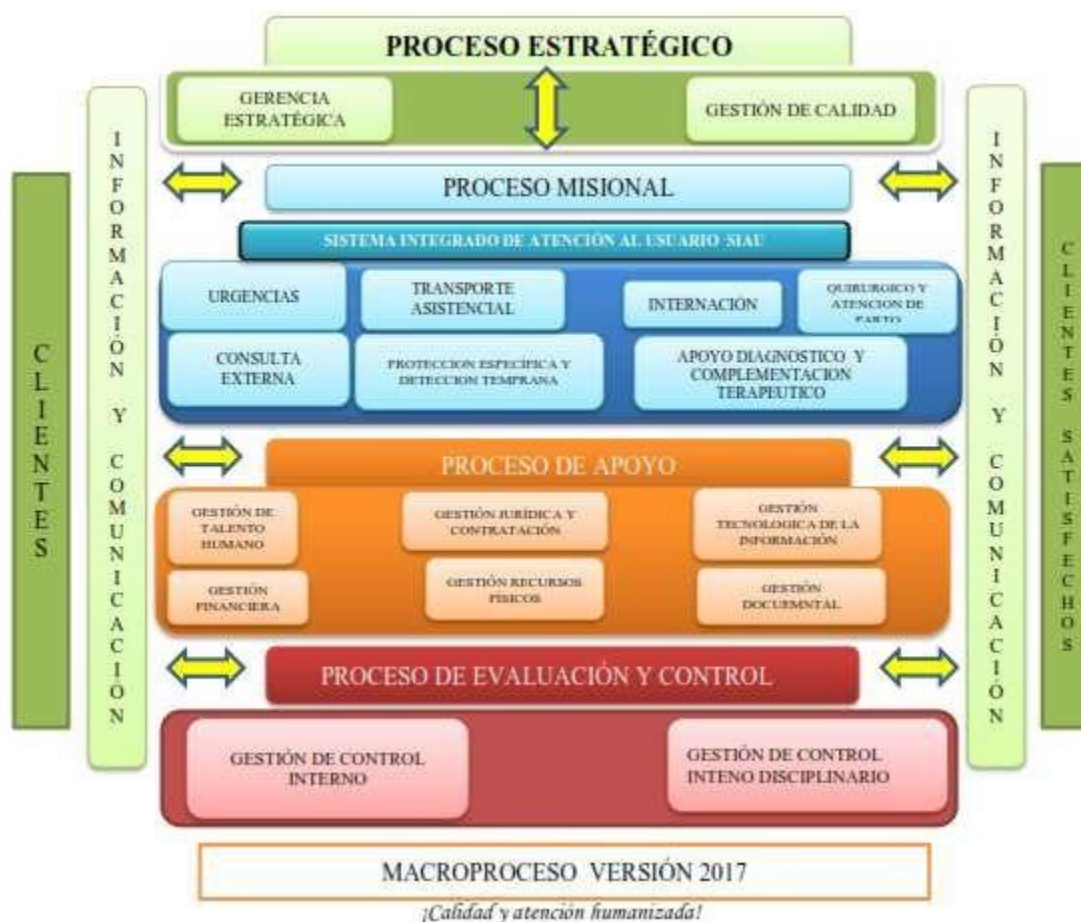 PROCESO ESTRATÉGICO
GERENCIA
ESTRATÉGICA
GESTIÓN DE CALIDAD
CLIENTES
INFORMACIÓN Y COMUNICACIÓN
PROCESO MISIONAL
SISTEMA INTEGRADO DE ATENCIÓN AL USUARIO SIAU
URGENCIAS
TRANSPORTE
ASISTENCIAL
INTERNACIÓN
QUIRURGICO Y
ATENCION DE
PARTO
CONSULTA
EXTERNA
PROTECCION ESPECÍFICA Y
DETECCION TEMPRANA
APOYO DIAGNOSTICO Y
COMPLEMENTACION
TERAPEUTICO
PROCESO DE APOYO
GESTIÓN DE
TALENTO
HUMANO
GESTIÓN JURÍDICA Y
CONTRATACIÓN
GESTIÓN
TECNOLOGICA DE LA
INFORMACIÓN
GESTIÓN
FINANCIERA
GESTIÓN RECURSOS
FÍSICOS
GESTIÓN
DOCUEMNTAL
PROCESO DE EVALUACIÓN Y CONTROL
GESTIÓN DE CONTROL
INTERNO
GESTIÓN DE CONTROL
INTENO DISCIPLINARIO
INFORMACIÓN Y COMUNICACIÓN
CLIENTES SATISFECHOS
MACROPROCESO VERSIÓN 2017
¡Calidad y atención humanizada!